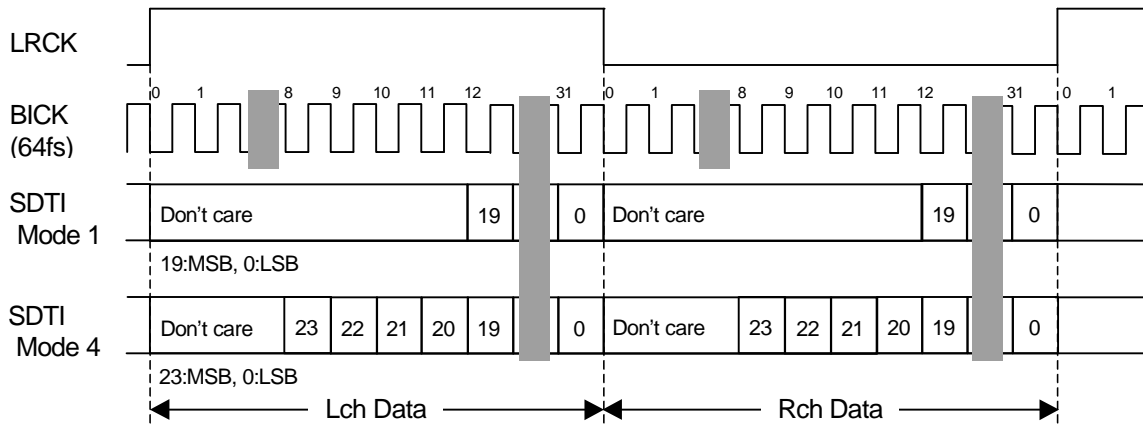 LRCK
BICK
(64fs)
0 1 8 9 10 11 12 31 0 1 8 9 10 11 12 31 0 1
SDTI
Mode 1
Don't care 19 0 Don't care 19 0
19:MSB, 0:LSB
SDTI
Mode 4
Don't care 23 22 21 20 19 0 Don't care 23 22 21 20 19 0
23:MSB, 0:LSB
Lch Data Rch Data